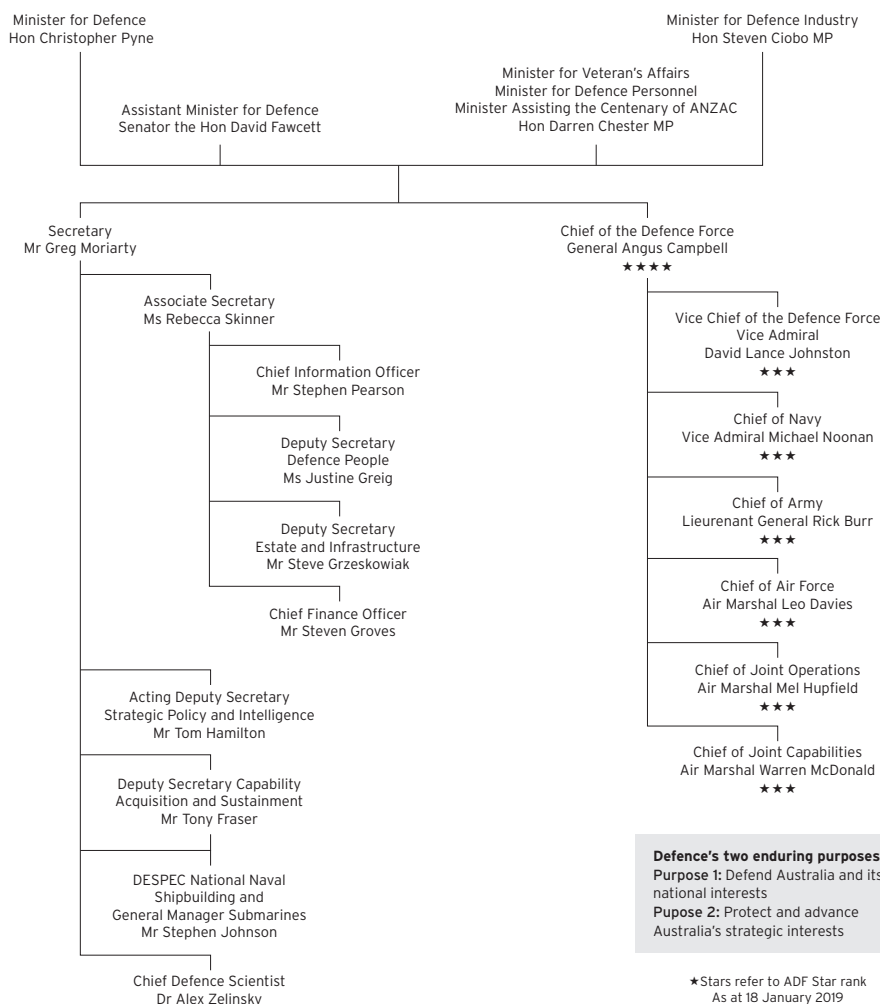 Minister for Defence
Hon Christopher Pyne
Minister for Defence Industry
Hon Steven Ciobo MP
Assistant Minister for Defence
Senator the Hon David Fawcett
Minister for Veteran's Affairs
Minister for Defence Personnel
Minister Assisting the Centenary of ANZAC
Hon Darren Chester MP
Secretary
Mr Greg Moriarty
Associate Secretary
Ms Rebecca Skinner
Chief Information Officer
Mr Stephen Pearson
Deputy Secretary
Defence People
Ms Justine Greig
Deputy Secretary
Estate and Infrastructure
Mr Steve Grzeskowiak
Chief Finance Officer
Mr Steven Groves
Acting Deputy Secretary
Strategic Policy and Intelligence
Mr Tom Hamilton
Deputy Secretary Capability
Acquisition and Sustainment
Mr Tony Fraser
DESPEC National Naval
Shipbuilding and
General Manager Submarines
Mr Stephen Johnson
Chief Defence Scientist
Dr Alex Zelinsky
Chief of the Defence Force
General Angus Campbell
★★★★
Vice Chief of the Defence Force
Vice Admiral
David Lance Johnston
★★★
Chief of Navy
Vice Admiral Michael Noonan
★★★
Chief of Army
Lieurenant General Rick Burr
★★★
Chief of Air Force
Air Marshal Leo Davies
★★★
Chief of Joint Operations
Air Marshal Mel Hupfield
★★★
Chief of Joint Capabilities
Air Marshal Warren McDonald
★★★
Defence's two enduring purposes
Purpose 1: Defend Australia and its
national interests
Pupose 2: Protect and advance
Australia's strategic interests
★Stars refer to ADF Star rank
As at 18 January 2019